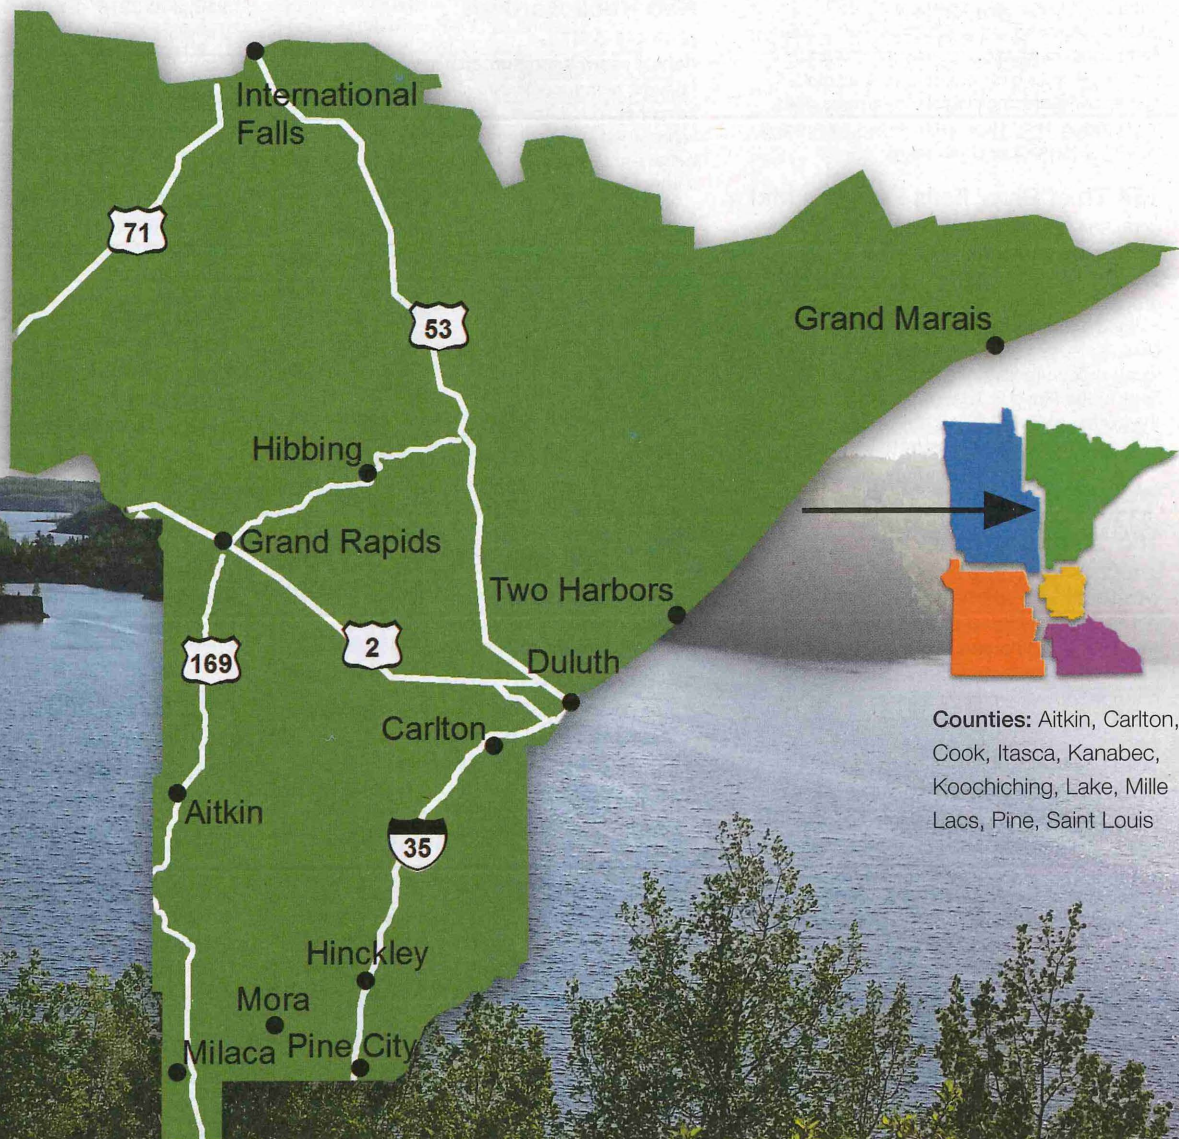 International
Falls
71
53
Grand Marais
Hibbing
Grand Rapids
Two Harbors
169
2
Duluth
Carlton
Counties: Aitkin, Carlton,
Cook, Itasca, Kanabec,
Koochiching, Lake, Mille
Lacs, Pine, Saint Louis
Aitkin
35
Hinckley
Mora
Milaca
Pine City